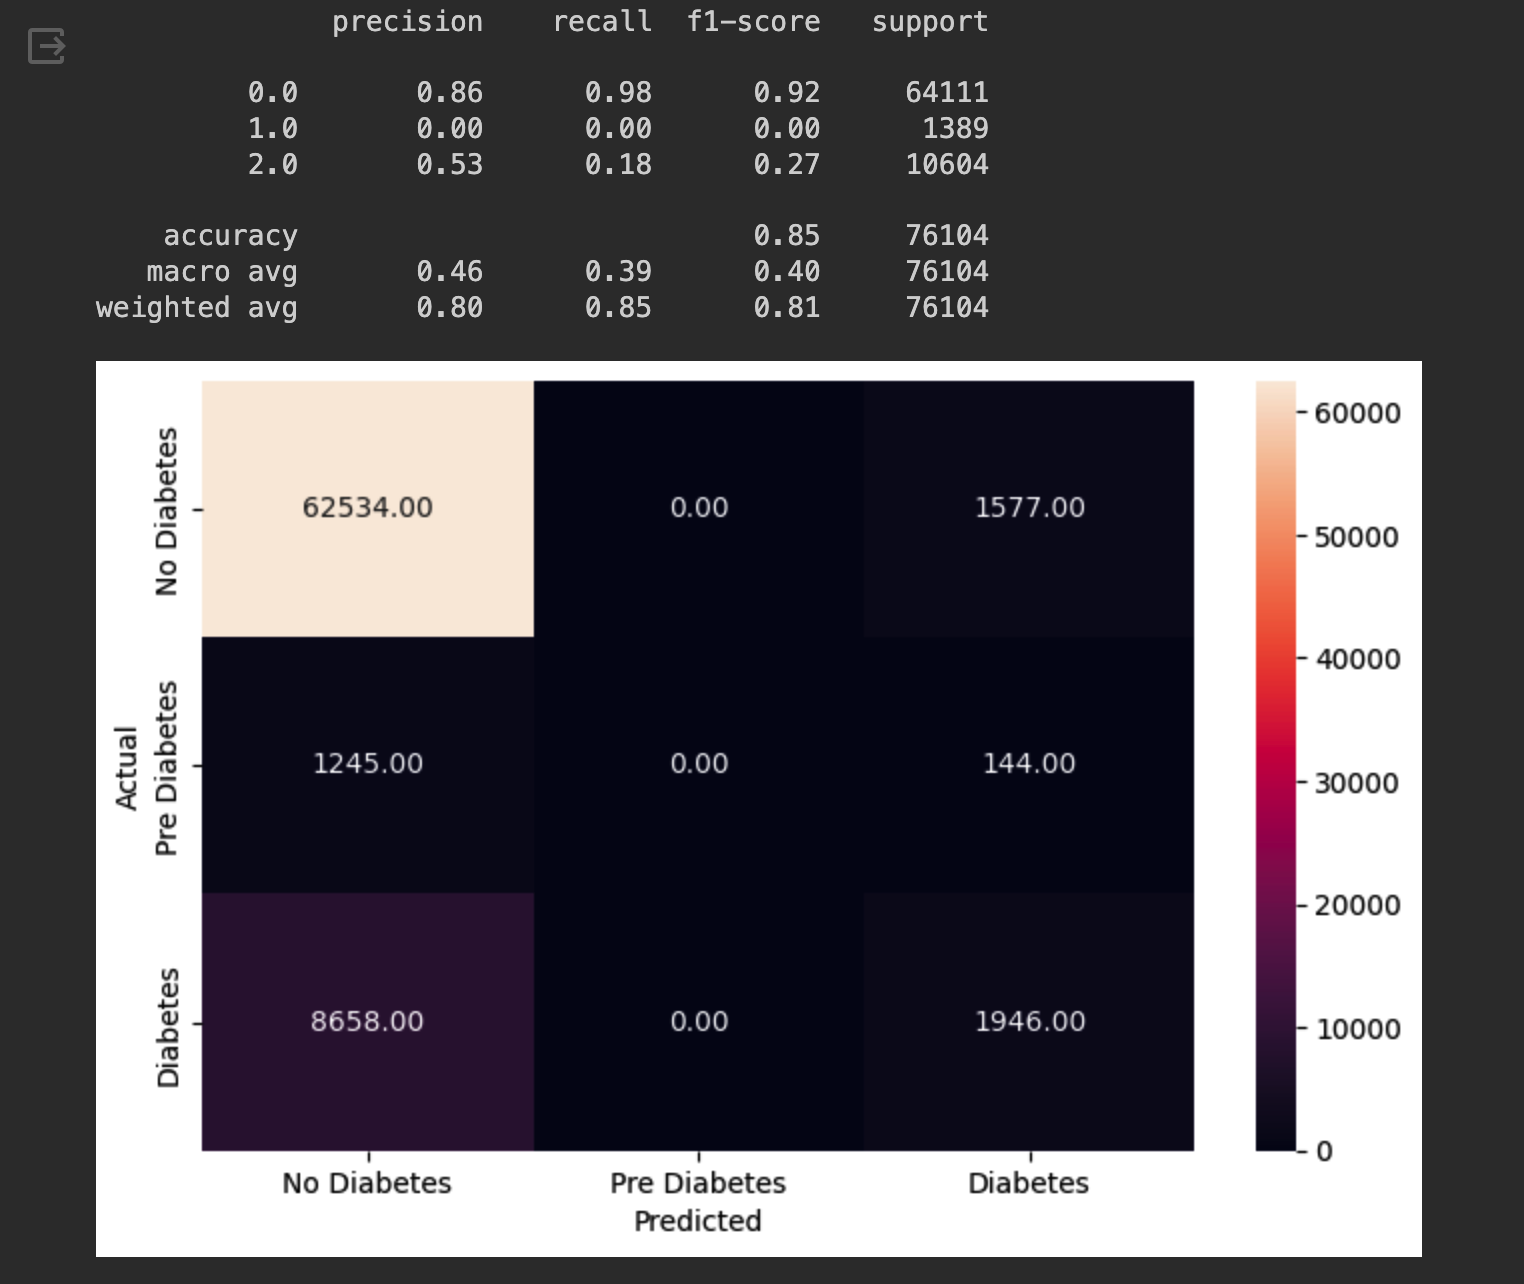 precision recall f1-score support
0.0 0.86 0.98 0.92 64111
1.0 0.00 0.00 0.00 1389
2.0 0.53 0.18 0.27 10604
accuracy 0.85 76104
macro avg 0.46 0.39 0.40 76104
weighted avg 0.80 0.85 0.81 76104
Actual
No Diabetes
62534.00 0.00 1577.00
Pre Diabetes
1245.00 0.00 144.00
Diabetes
8658.00 0.00 1946.00
No Diabetes Pre Diabetes Diabetes
Predicted
60000
50000
40000
30000
20000
10000
0